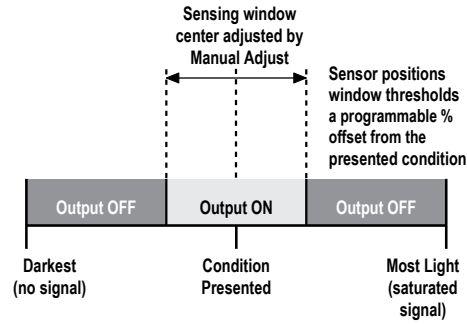 Sensing window
center adjusted by
Manual Adjust
Sensor positions
window thresholds
a programmable %
offset from the
presented condition
Output OFF
Output ON
Output OFF
Darkest
(no signal)
Condition
Presented
Most Light
(saturated
signal)